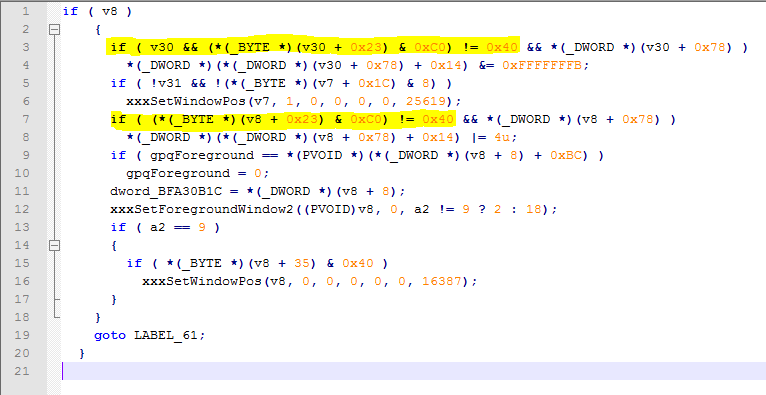 1 if ( v8 )
2 {
3 if ( v30 && (*(_BYTE *)(v30 + 0x23) & 0xC0) != 0x40 && *(_DWORD *)(v30 + 0x78) )
4 *(_DWORD *)(*(_DWORD *)(v30 + 0x78) + 0x14) &= 0xFFFFFFFB;
5 if ( !v31 && !(*(_BYTE *)(v7 + 0x1C) & 8) )
6 xxxSetWindowPos(v7, 1, 0, 0, 0, 0, 25619);
7 if ( (*(_BYTE *)(v8 + 0x23) & 0xC0) != 0x40 && *(_DWORD *)(v8 + 0x78) )
8 *(_DWORD *)(*(_DWORD *)(v8 + 0x78) + 0x14) |= 4u;
9 if ( gpqForeground == *(PVOID *)(*(_DWORD *)(v8 + 8) + 0xBC) )
10 gpqForeground = 0;
11 dword_BFA30B1C = *(_DWORD *)(v8 + 8);
12 xxxSetForegroundWindow2((PVOID)v8, 0, a2 != 9 ? 2 : 18);
13 if ( a2 == 9 )
14 {
15 if ( *(_BYTE *)(v8 + 35) & 0x40 )
16 xxxSetWindowPos(v8, 0, 0, 0, 0, 0, 16387);
17 }
18 }
19 goto LABEL_61;
20 }
21